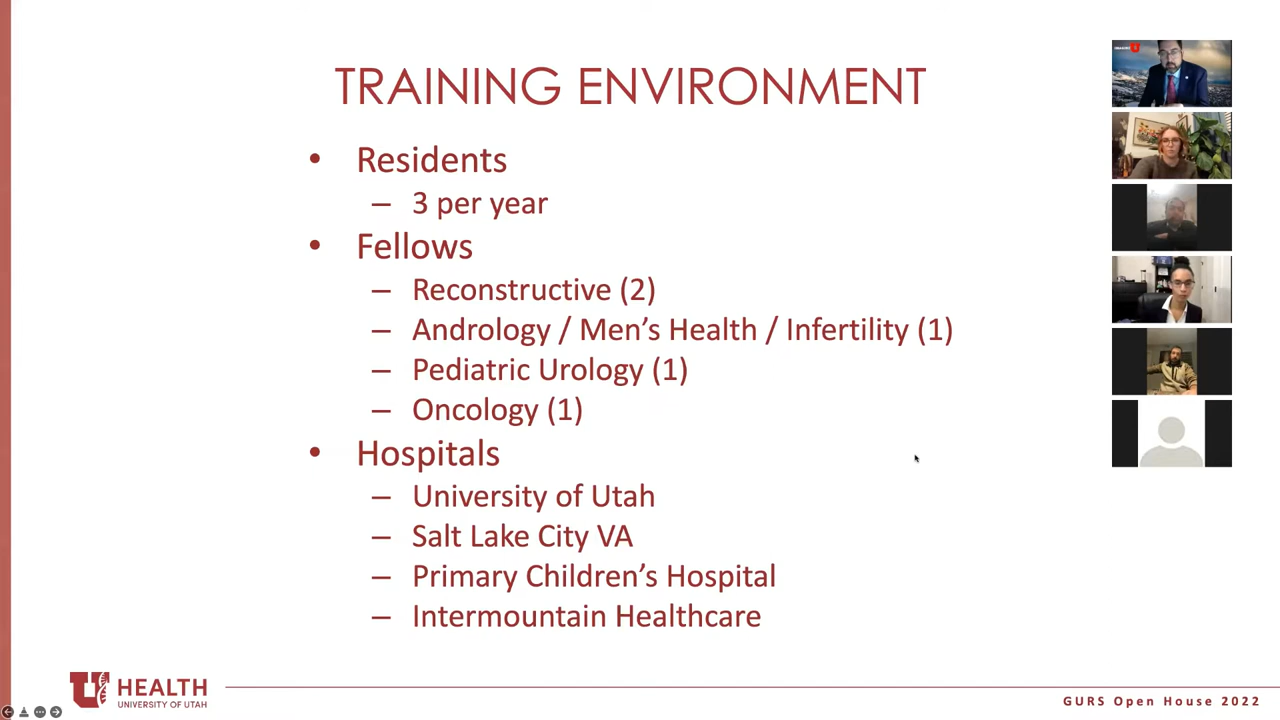 TRAINING ENVIRONMENT
• Residents
– 3 per year
• Fellows
– Reconstructive (2)
– Andrology / Men’s Health / Infertility (1)
– Pediatric Urology (1)
– Oncology (1)
• Hospitals
– University of Utah
– Salt Lake City VA
– Primary Children’s Hospital
– Intermountain Healthcare
U HEALTH
UNIVERSITY OF UTAH
GURS Open House 2022